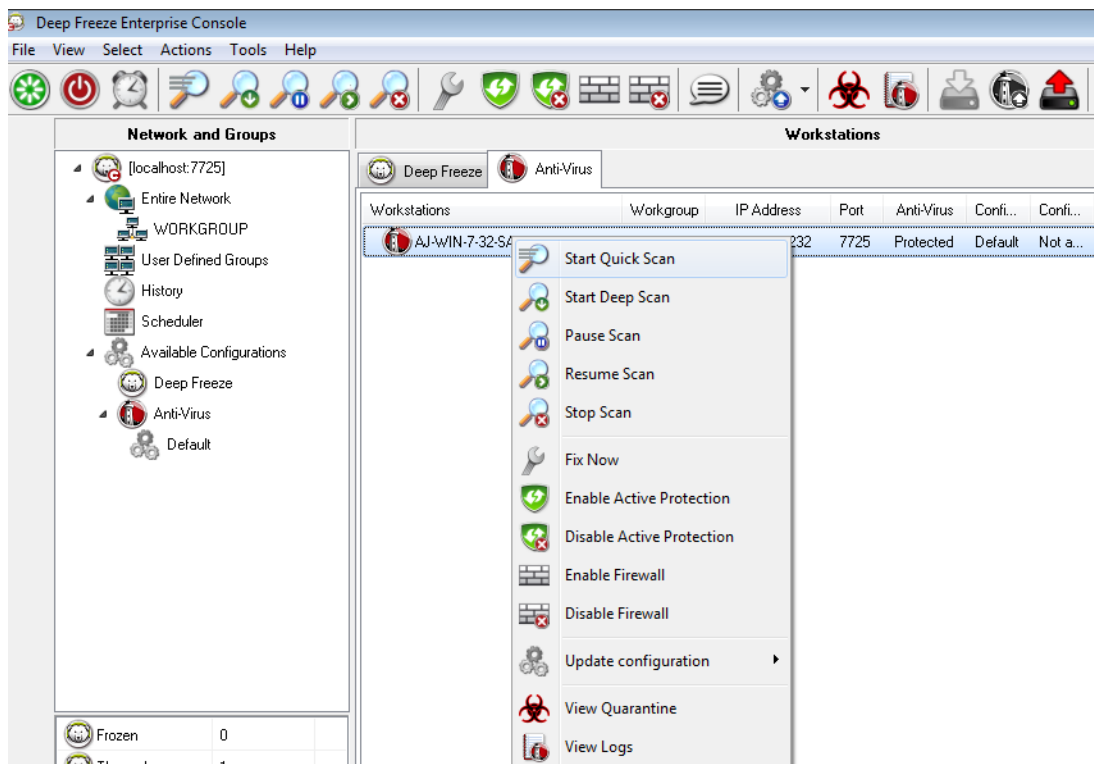 Deep Freeze Enterprise Console
File View Select Actions Tools Help
Network and Groups
Workstations
[localhost:7725]
Entire Network
WORKGROUP
User Defined Groups
History
Scheduler
Available Configurations
Deep Freeze
Anti-Virus
Default
Deep Freeze Anti-Virus
Workstations Workgroup IP Address Port Anti-Virus Confi... Confi...
AJ-WIN-7-32-SA 232 7725 Protected Default Not a...
Start Quick Scan
Start Deep Scan
Pause Scan
Resume Scan
Stop Scan
Fix Now
Enable Active Protection
Disable Active Protection
Enable Firewall
Disable Firewall
Update configuration
View Quarantine
View Logs
Frozen 0